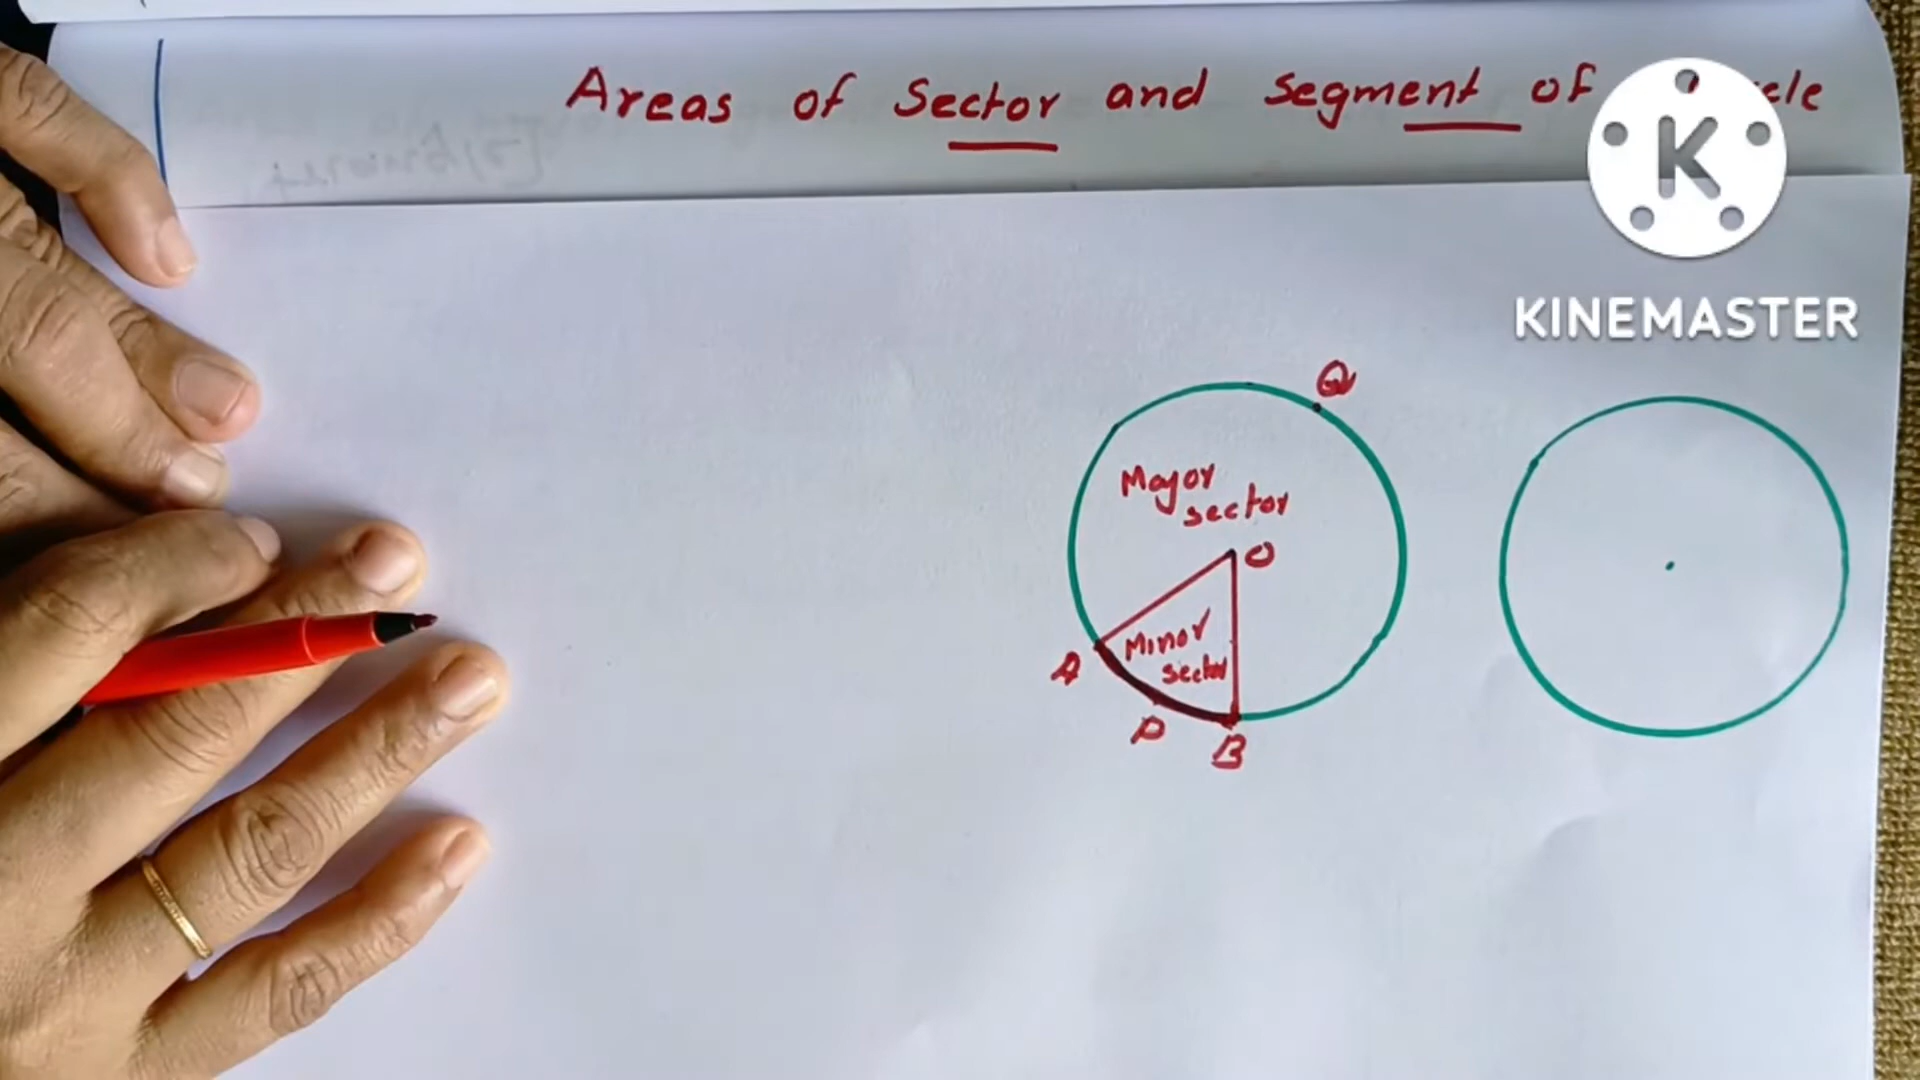 Areas of Sector and segment of
K
KINEMASTER
Q
Major
sector
O
Minor
sector
A
P
B